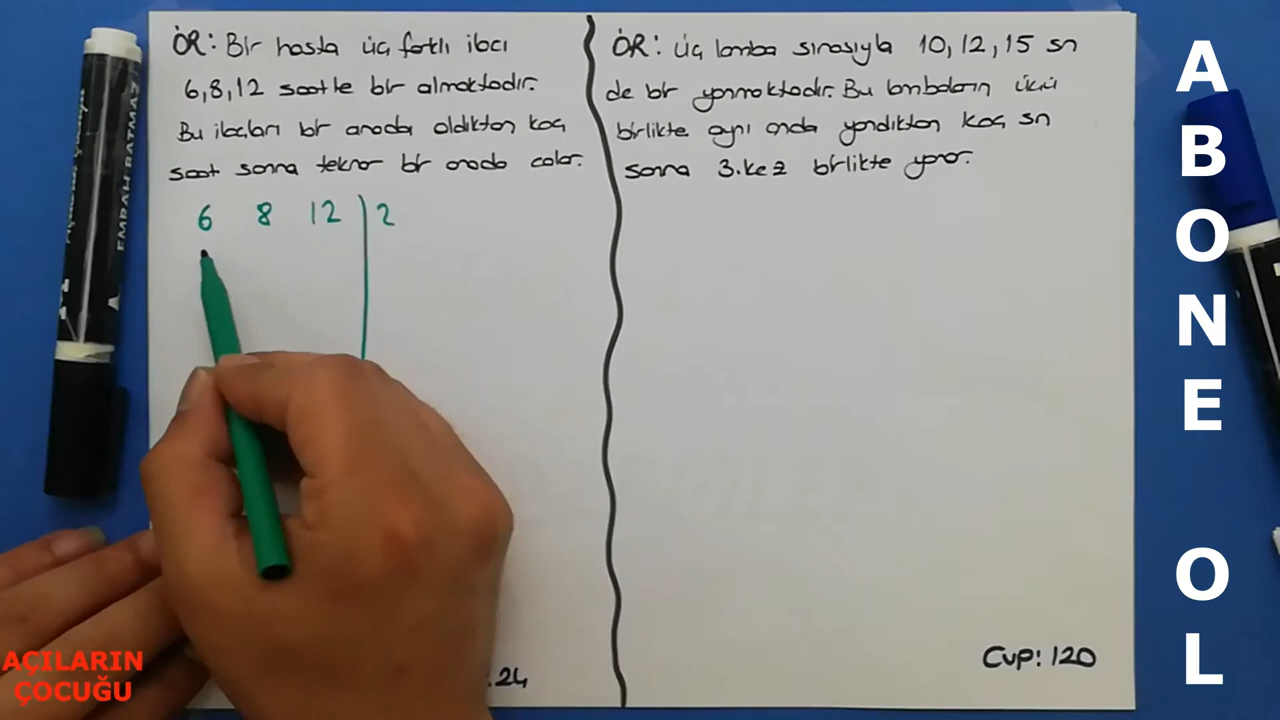 ÖR: Bir hasta üç farklı ilacı
6,8,12 saatte bir almaktadır.
Bu ilaçları bir arada aldıktan kaç
saat sonra tekrar bir arada alır.
6 8 12 2
:24
ÖR: Üç lamba sırasıyla 10, 12, 15 sn
de bir yanmaktadır. Bu lambaların üçü
birlikte aynı anda yandıktan kaç sn
sonra 3.kez birlikte yanar.
Cvp: 120
ABONE
OL
AÇILARIN
ÇOCUĞU